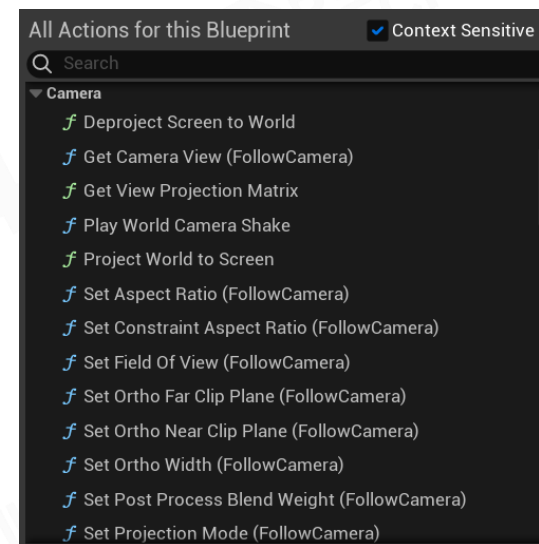 All Actions for this Blueprint Context Sensitive
Search
Camera
f Deproject Screen to World
f Get Camera View (FollowCamera)
f Get View Projection Matrix
f Play World Camera Shake
f Project World to Screen
f Set Aspect Ratio (FollowCamera)
f Set Constraint Aspect Ratio (FollowCamera)
f Set Field Of View (FollowCamera)
f Set Ortho Far Clip Plane (FollowCamera)
f Set Ortho Near Clip Plane (FollowCamera)
f Set Ortho Width (FollowCamera)
f Set Post Process Blend Weight (FollowCamera)
f Set Projection Mode (FollowCamera)